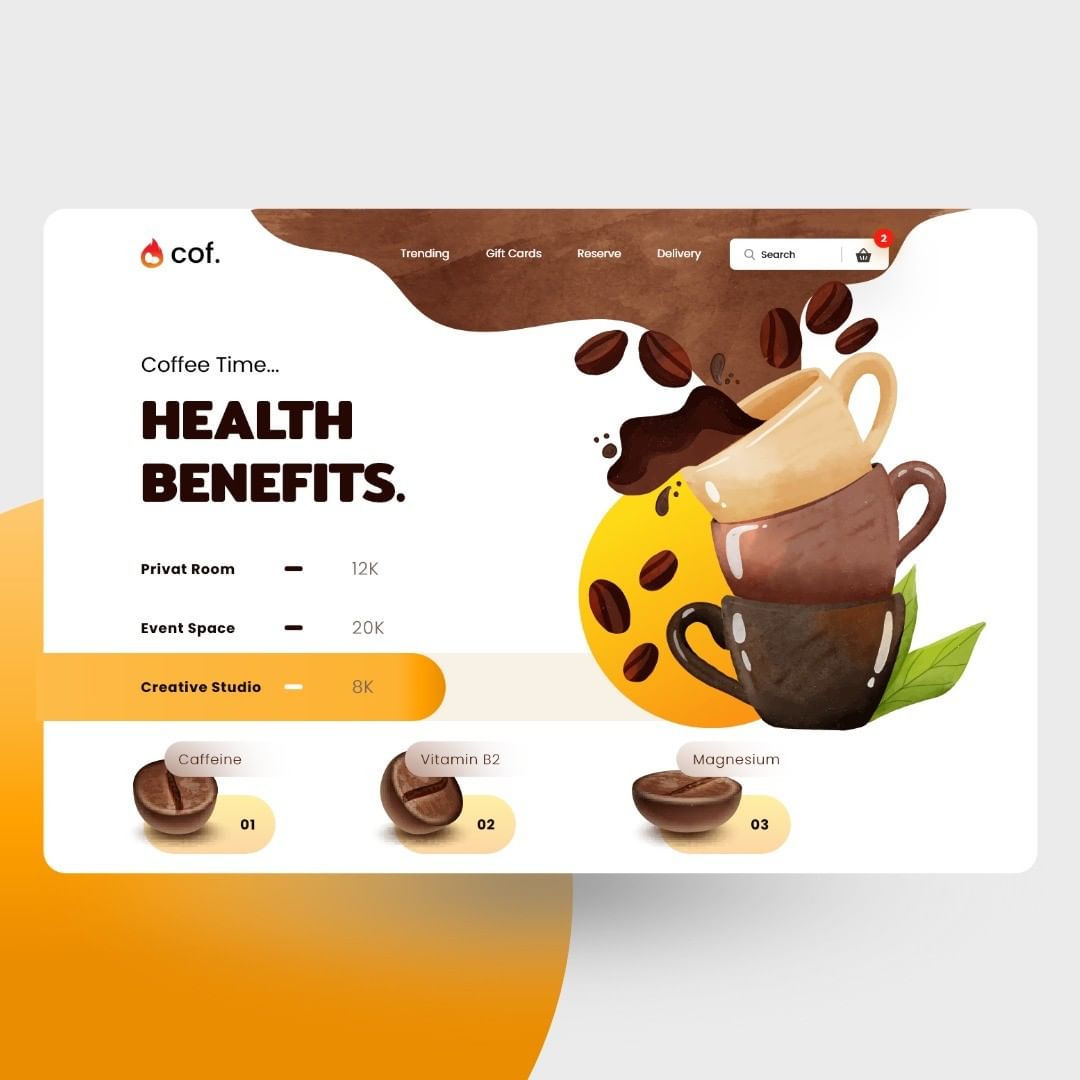 cof.
Trending Gift Cards Reserve Delivery Search 2
Coffee Time...
HEALTH
BENEFITS.
Privat Room 12K
Event Space 20K
Creative Studio 8K
Caffeine Vitamin B2 Magnesium
01 02 03